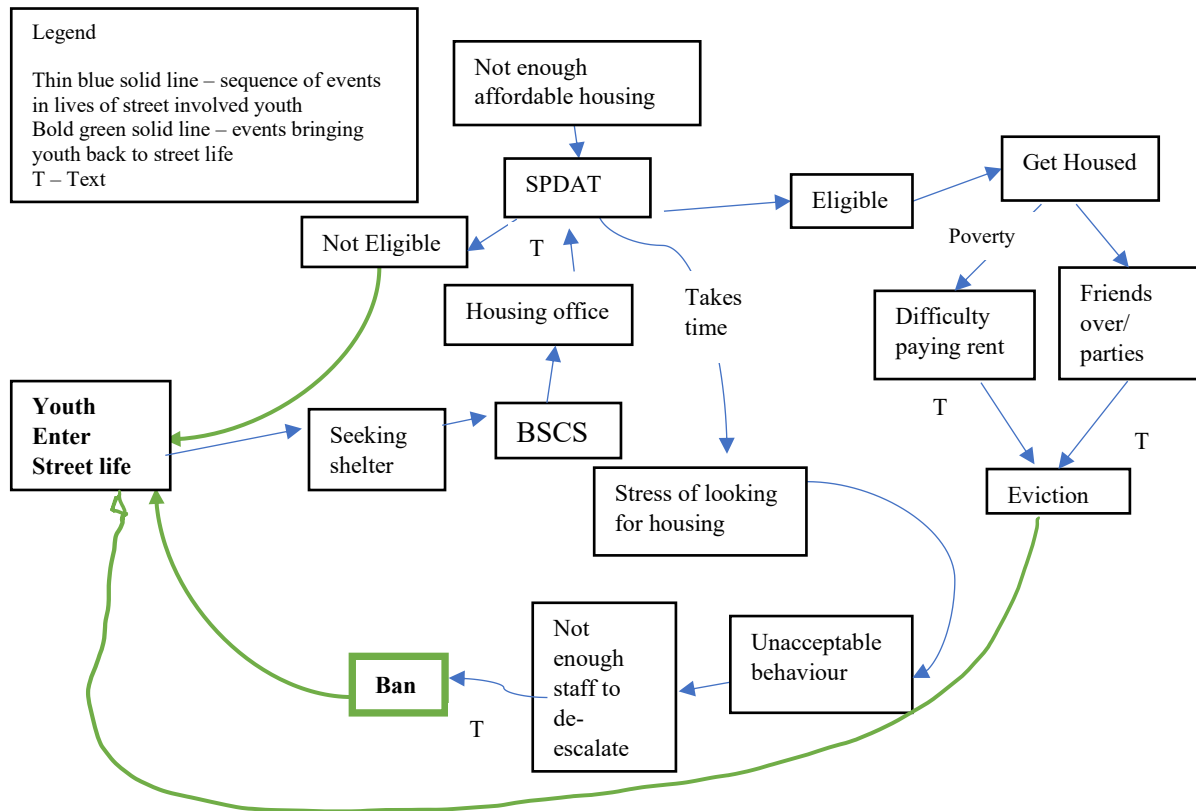 Legend
Thin blue solid line – sequence of events
in lives of street involved youth
Bold green solid line – events bringing
youth back to street life
T – Text
Not enough
affordable housing
SPDAT
Eligible
Get Housed
Not Eligible
T
Poverty
Housing office
Takes
time
Difficulty
paying rent
Friends
over/
parties
Youth
Enter
Street life
Seeking
shelter
BSCS
T
T
Stress of looking
for housing
Eviction
Not
enough
staff to
de-
escalate
Unacceptable
behaviour
Ban
T